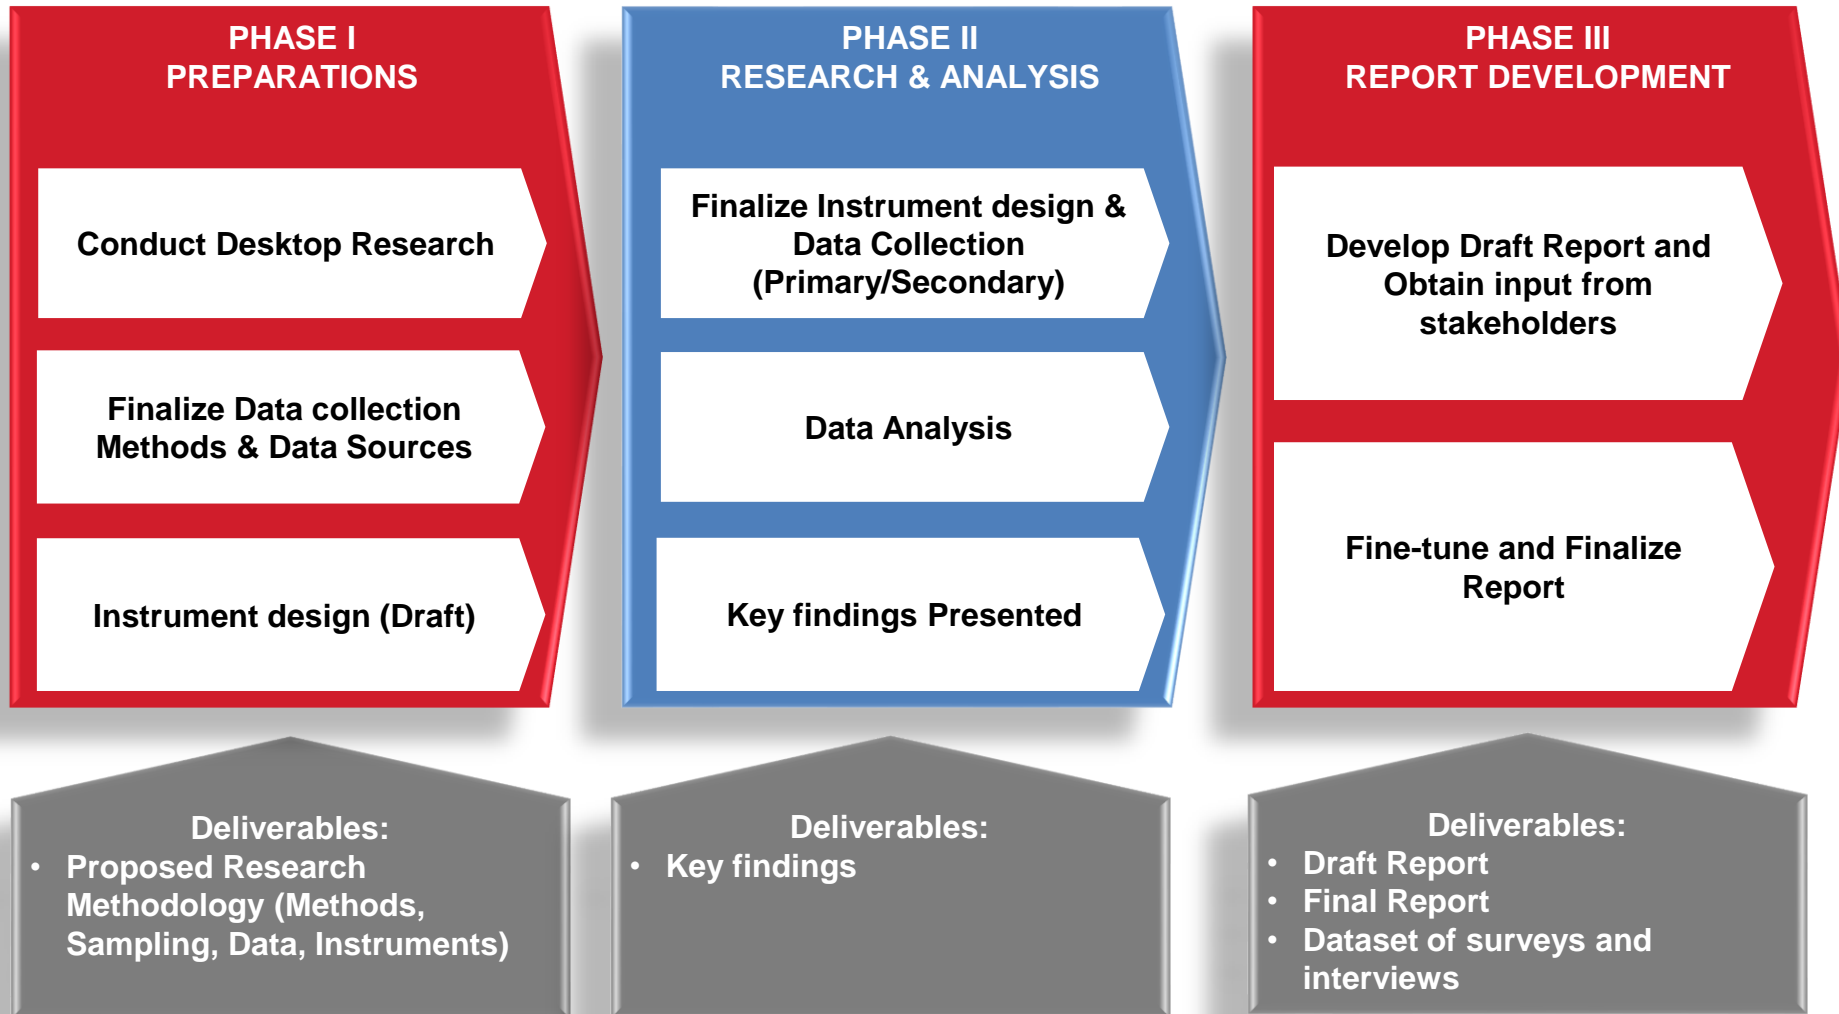 PHASE I
PREPARATIONS
Conduct Desktop Research
Finalize Data collection
Methods & Data Sources
Instrument design (Draft)
PHASE II
RESEARCH & ANALYSIS
Finalize Instrument design &
Data Collection
(Primary/Secondary)
Data Analysis
Key findings Presented
PHASE III
REPORT DEVELOPMENT
Develop Draft Report and
Obtain input from
stakeholders
Fine-tune and Finalize
Report
Deliverables:
• Proposed Research
Methodology (Methods,
Sampling, Data, Instruments)
Deliverables:
• Key findings
Deliverables:
• Draft Report
• Final Report
• Dataset of surveys and
interviews